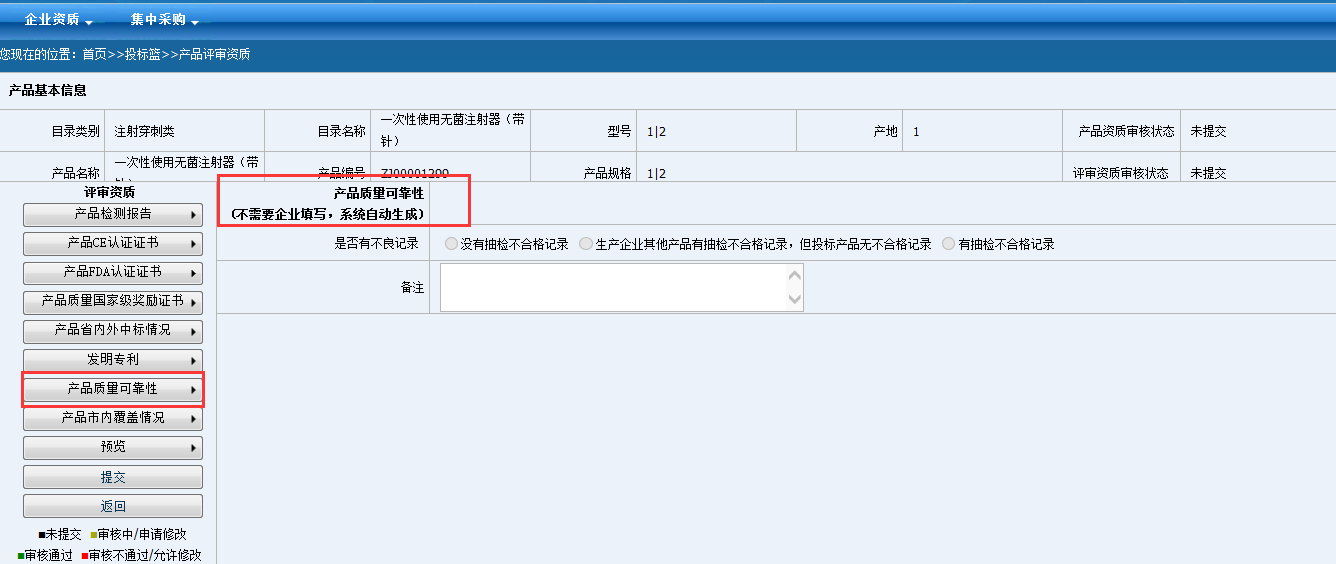 企业资质 集中采购
您现在的位置：首页>>投标篮>>产品评审资质
产品基本信息
目录类别 注射穿刺类 目录名称 一次性使用无菌注射器（带针） 型号 1|2 产地 1 产品资质审核状态 未提交
产品名称 一次性使用无菌注射器（带针） 产品编号 ZJ00001299 产品规格 1|2 评审资质审核状态 未提交
评审资质
产品检测报告
产品CE认证证书
产品FDA认证证书
产品质量国家级奖励证书
产品省内外中标情况
发明专利
产品质量可靠性
产品市内覆盖情况
预览
提交
返回
■未提交 ■审核中/申请修改
■审核通过 ■审核不通过/允许修改
产品质量可靠性
（不需要企业填写，系统自动生成）
是否有不良记录 没有抽检不合格记录 生产企业其他产品有抽检不合格记录，但投标产品无不合格记录 有抽检不合格记录
备注